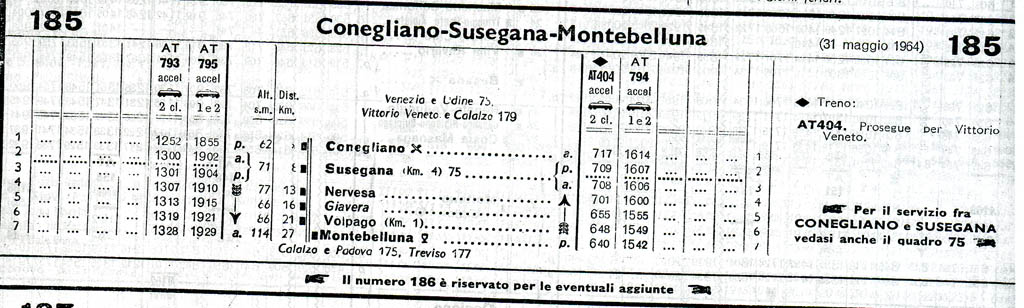 185 Conegliano-Susegana-Montebelluna (31 maggio 1964) 185
AT AT
793 795
accel accel
2 cl. 1 e 2
Alt. Dist.
s.m. Km.
Venezia e Udine 75.
Vittorio Veneto e Calalzo 179
◆ AT
AT404 794
accel accel
2 cl. 1 e 2
1 ... ... ... ... 1252 1855 p. 62 Conegliano ... a. 717 1614 ... ... ... 1
2 ... ... ... ... 1300 1902 a. 71 8 Susegana (Km. 4) 75 ... p. 709 1607 ... ... ... 2
3 ... ... ... ... 1301 1904 p. a. 708 1606 ... ... ... 3
4 ... ... ... ... 1307 1910 77 13 Nervesa ... 701 1600 ... ... ... 4
5 ... ... ... ... 1313 1915 66 16 Giavera ... 655 1555 ... ... ... 5
6 ... ... ... ... 1319 1921 66 21 Volpago (Km. 1) ... 648 1549 ... ... ... 6
7 ... ... ... ... 1328 1929 a. 114 27 Montebelluna ... p. 640 1542 ... ... ... 7
Calalzo e Padova 175, Treviso 177
◆ Treno:
AT404. Prosegue per Vittorio
Veneto.
Per il servizio fra
CONEGLIANO e SUSEGANA
vedasi anche il quadro 75
Il numero 186 è riservato per le eventuali aggiunte